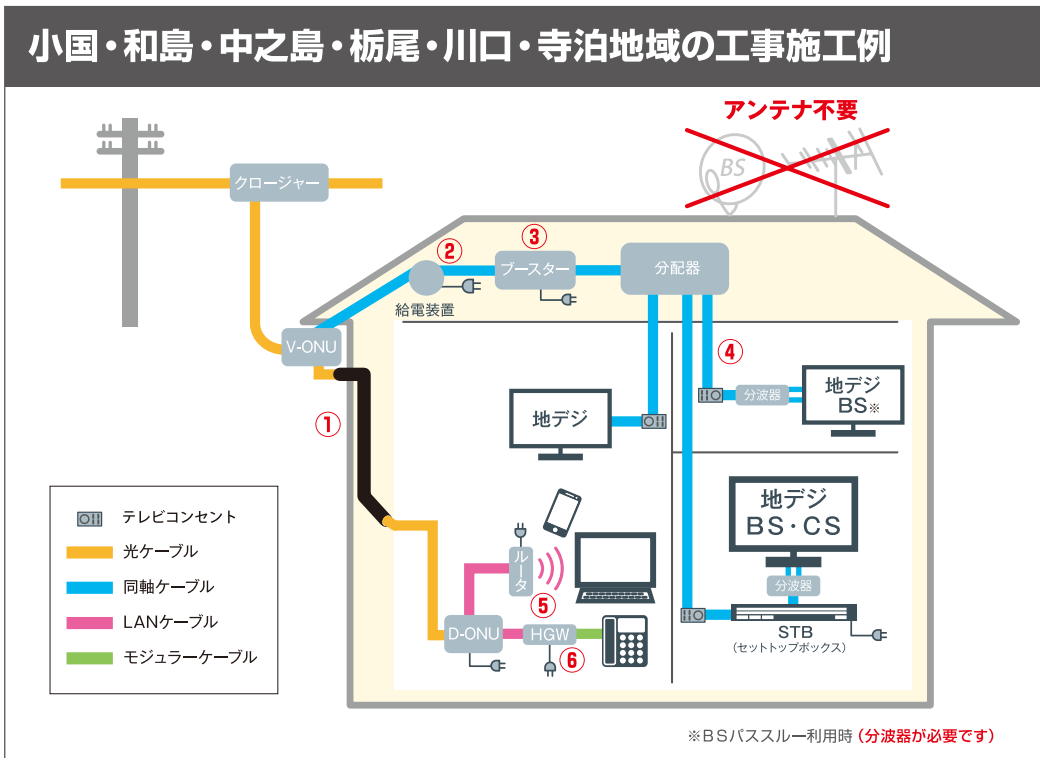 小国・和島・中之島・栃尾・川口・寺泊地域の工事施工例
アンテナ不要
BS
クロージャー
②
③
ブースター
分配器
給電装置
V-ONU
①
④
地デジ
分波器
地デジ
BS※
地デジ
BS・CS
分波器
STB
(セットトップボックス)
ルータ
⑤
D-ONU
HGW
⑥
テレビコンセント
光ケーブル
同軸ケーブル
LANケーブル
モジュラーケーブル
※BSパススルー利用時(分波器が必要です)